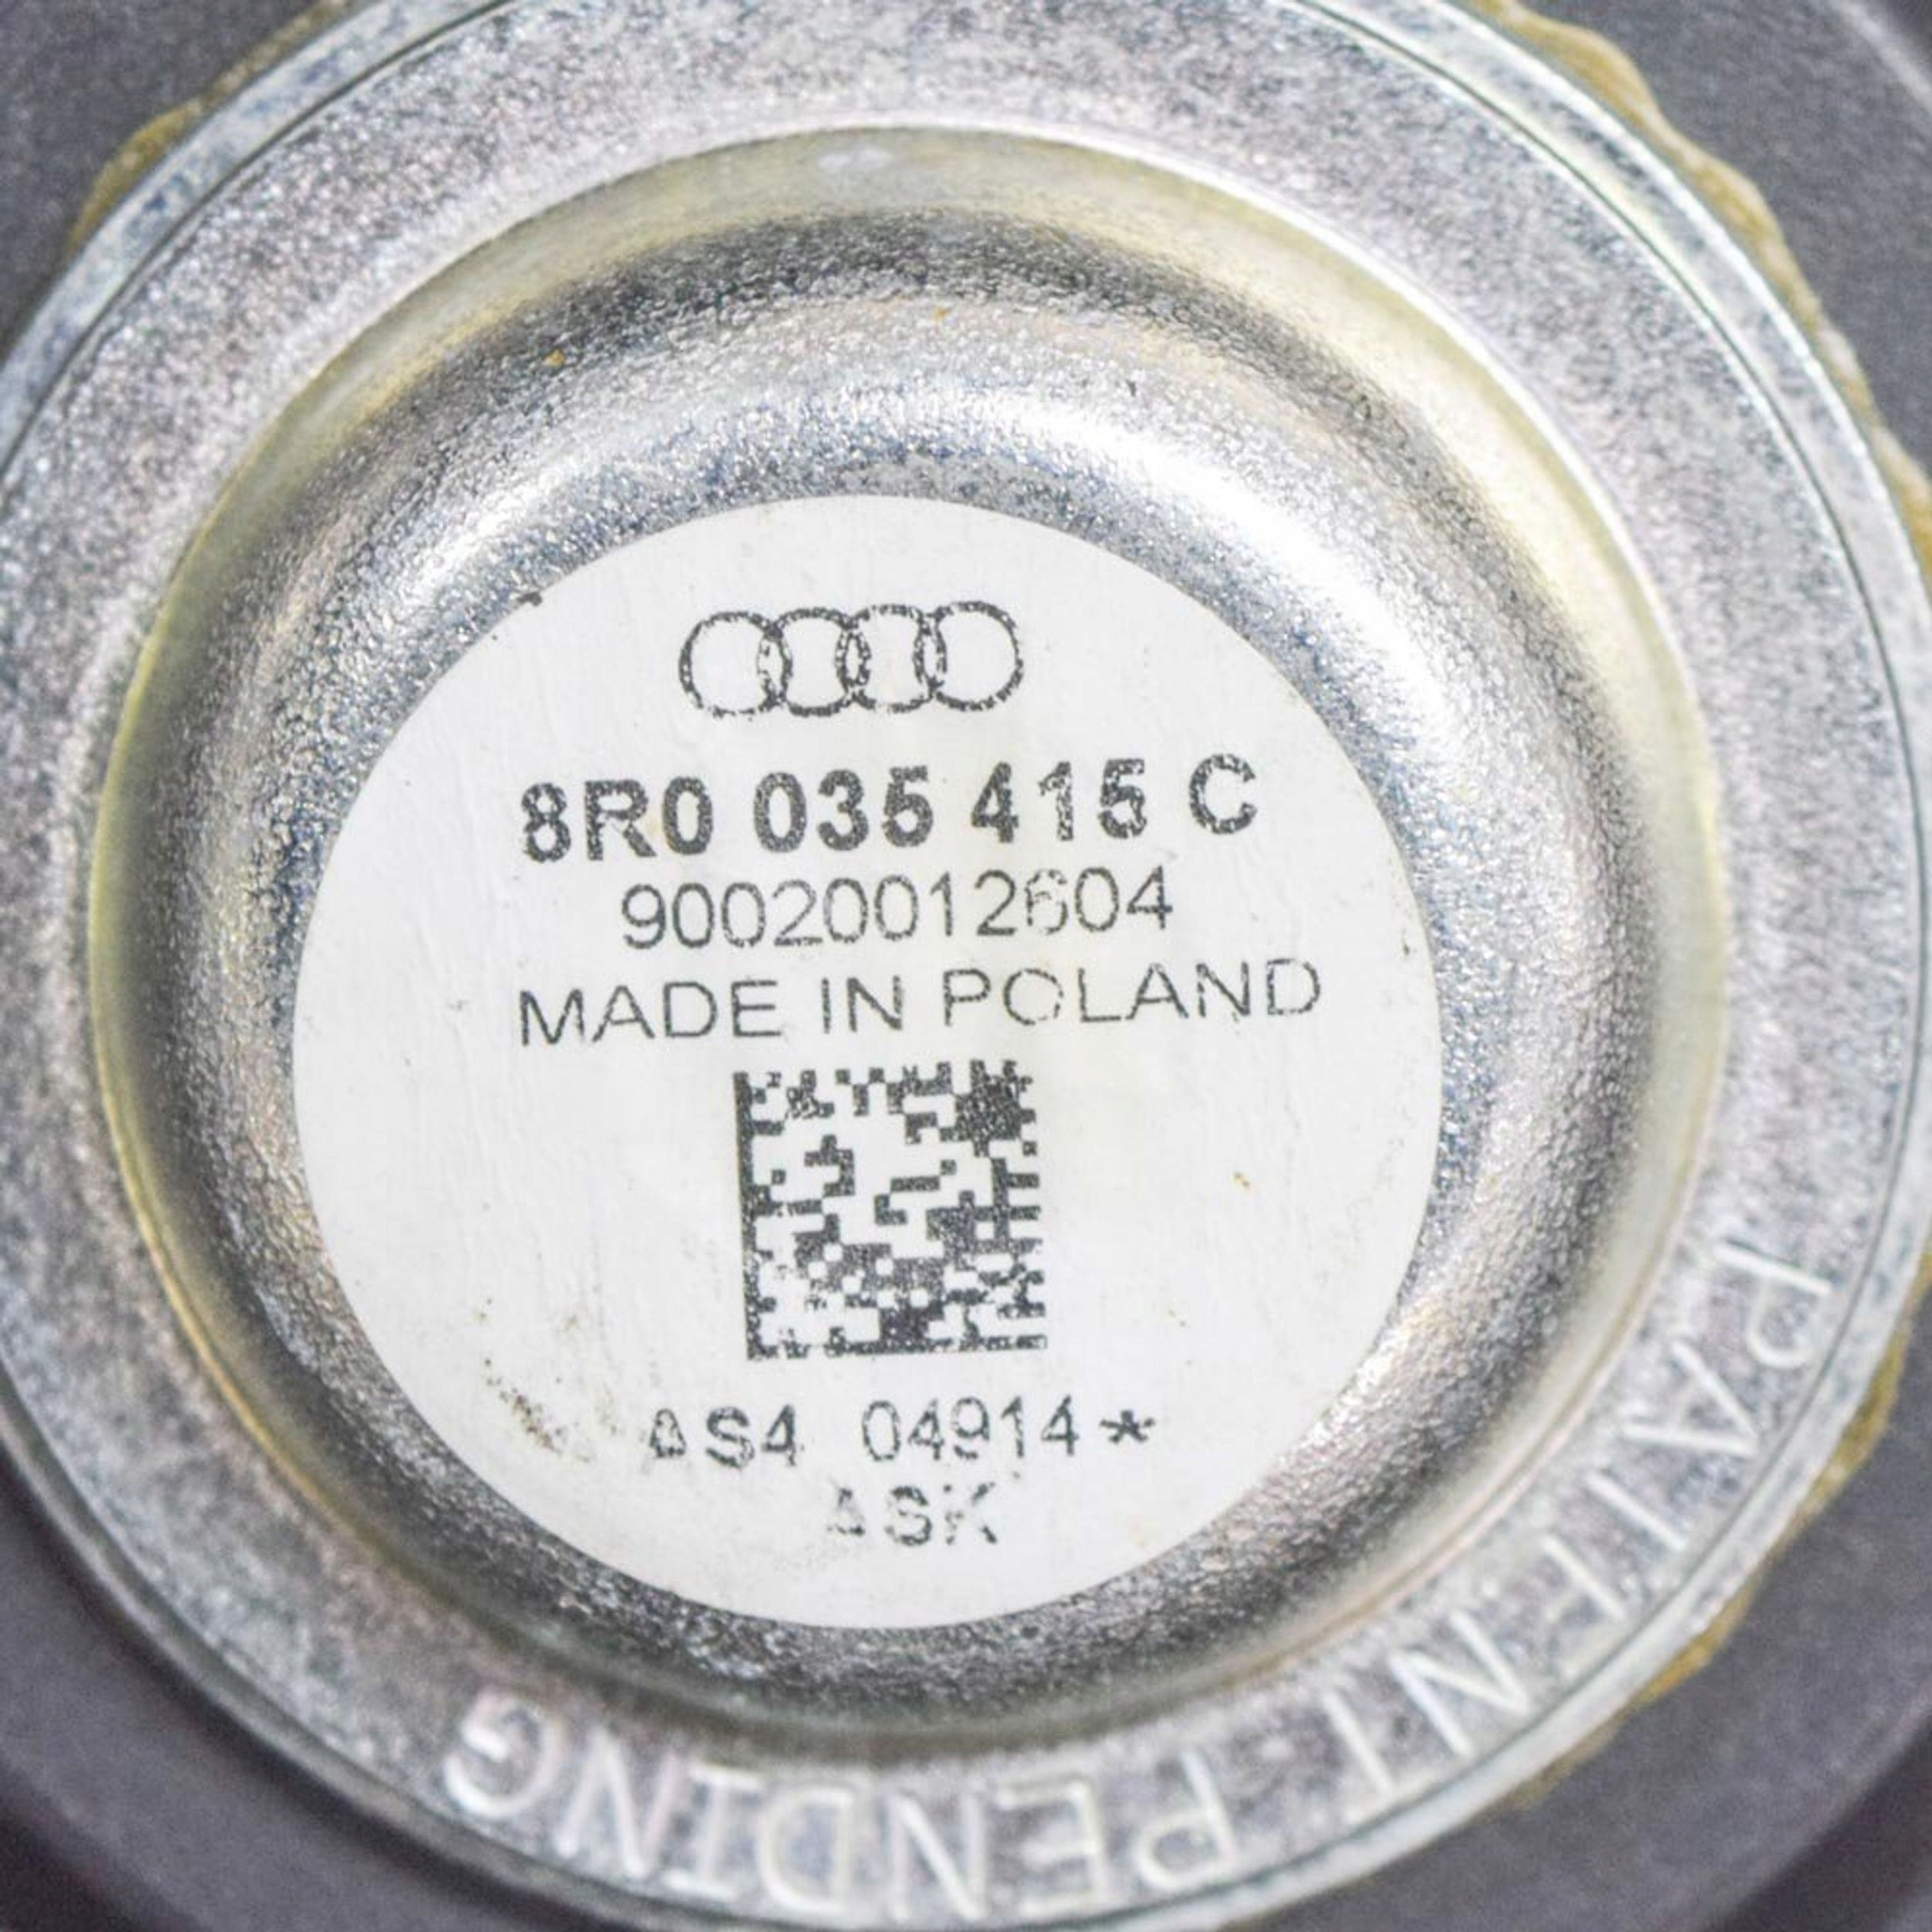 8R0 035 415 C
90020012604
MADE IN POLAND
AS4 04914*
ASK
PATENT PENDING